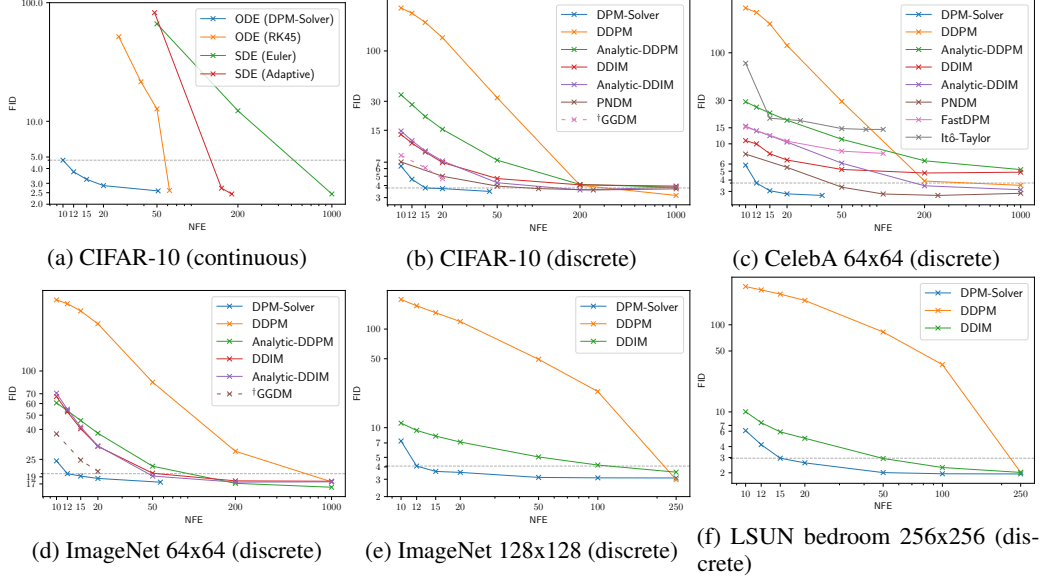 100.0
10.0
5.0
4.0
3.0
2.5
2.0
FID
10 12 15 20 50 200 1000
NFE
ODE (DPM-Solver)
ODE (RK45)
SDE (Euler)
SDE (Adaptive)
(a) CIFAR-10 (continuous)
100
30
15
7
5
4
3
FID
10 12 15 20 50 200 1000
NFE
DPM-Solver
DDPM
Analytic-DDPM
DDIM
Analytic-DDIM
PNDM
†GGDM
(b) CIFAR-10 (discrete)
100
30
15
10
6
5
4
3
2
FID
10 12 15 20 50 200 1000
NFE
DPM-Solver
DDPM
Analytic-DDPM
DDIM
Analytic-DDIM
PNDM
FastDPM
Itô-Taylor
(c) CelebA 64x64 (discrete)
100
70
60
50
40
25
19
17
FID
10 12 15 20 50 200 1000
NFE
DPM-Solver
DDPM
Analytic-DDPM
DDIM
Analytic-DDIM
†GGDM
(d) ImageNet 64x64 (discrete)
100
50
10
7
5
4
3
2
FID
10 12 15 20 50 100 250
NFE
DPM-Solver
DDPM
DDIM
(e) ImageNet 128x128 (discrete)
100
10
7
5
3
2
FID
10 12 15 20 50 100 250
NFE
DPM-Solver
DDPM
DDIM
(f) LSUN bedroom 256x256 (dis-
crete)